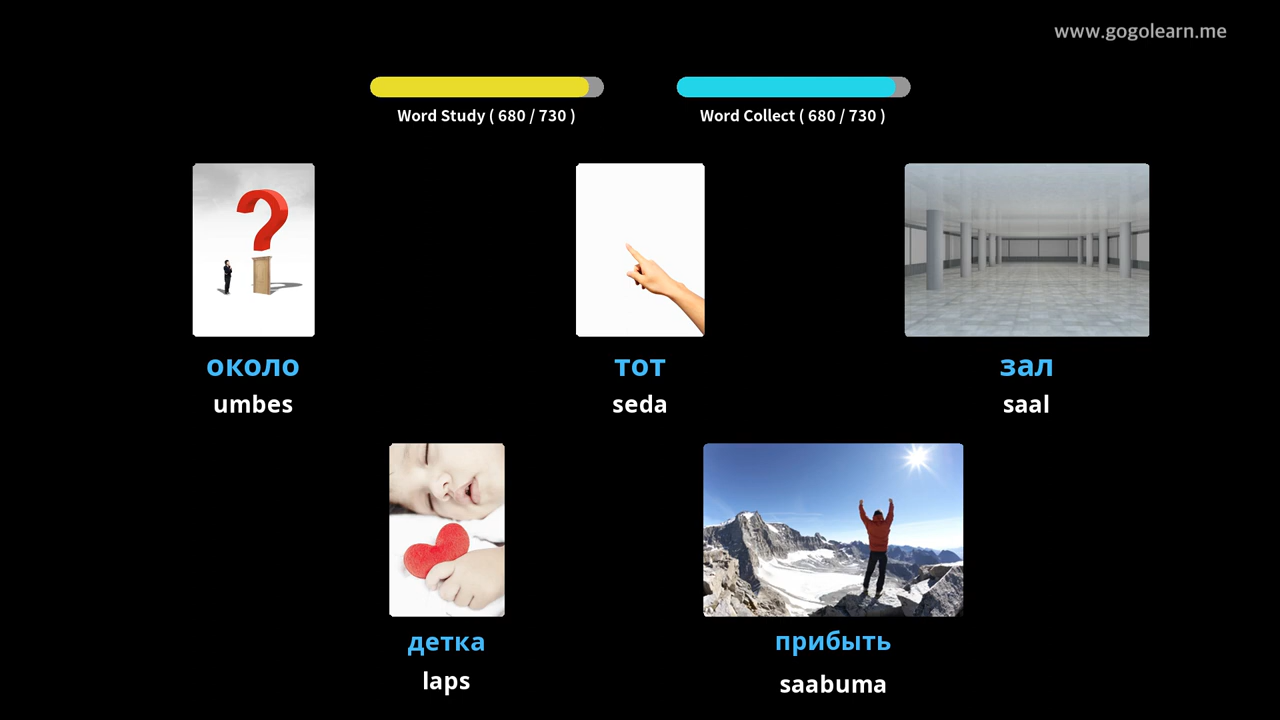 www.gogolearn.me
Word Study ( 680 / 730 )
Word Collect ( 680 / 730 )
около
тот
зал
umbes
seda
saal
детка
прибыть
laps
saabuma